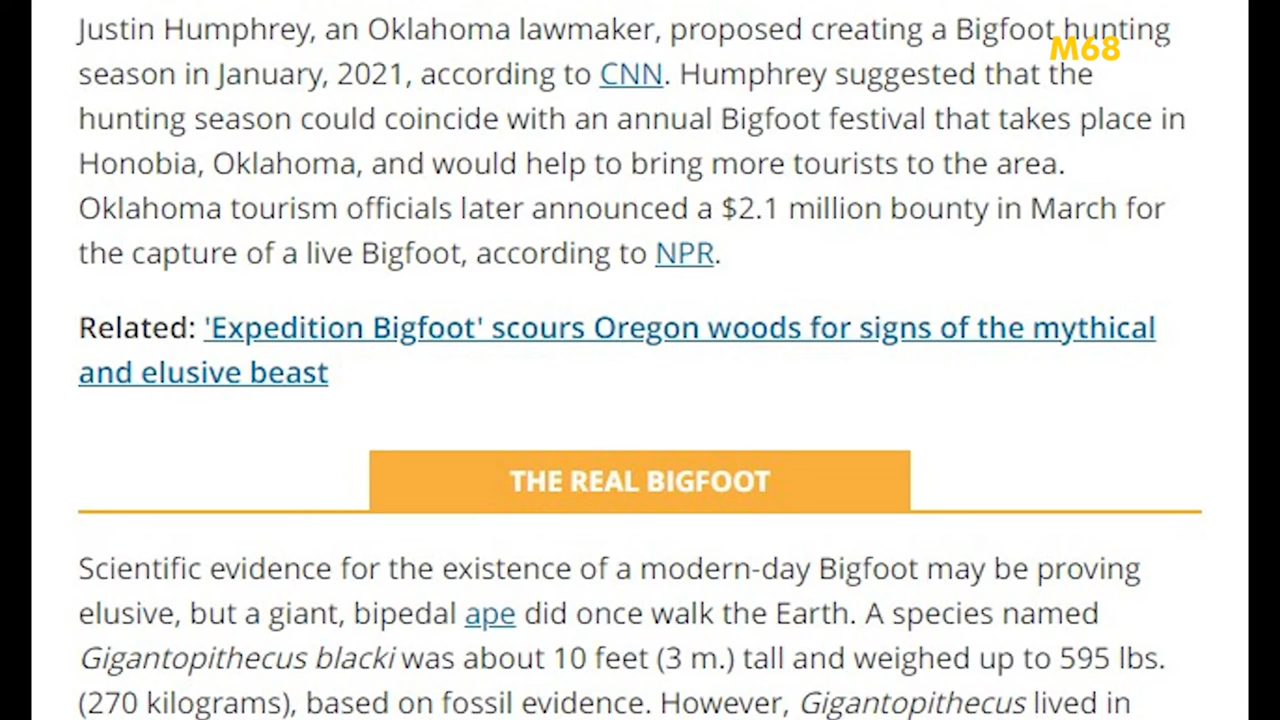 Justin Humphrey, an Oklahoma lawmaker, proposed creating a Bigfoot hunting
M68
season in January, 2021, according to CNN. Humphrey suggested that the
hunting season could coincide with an annual Bigfoot festival that takes place in
Honobia, Oklahoma, and would help to bring more tourists to the area.
Oklahoma tourism officials later announced a $2.1 million bounty in March for
the capture of a live Bigfoot, according to NPR.
Related: 'Expedition Bigfoot' scours Oregon woods for signs of the mythical
and elusive beast
THE REAL BIGFOOT
Scientific evidence for the existence of a modern-day Bigfoot may be proving
elusive, but a giant, bipedal ape did once walk the Earth. A species named
Gigantopithecus blacki was about 10 feet (3 m.) tall and weighed up to 595 lbs.
(270 kilograms), based on fossil evidence. However, Gigantopithecus lived in